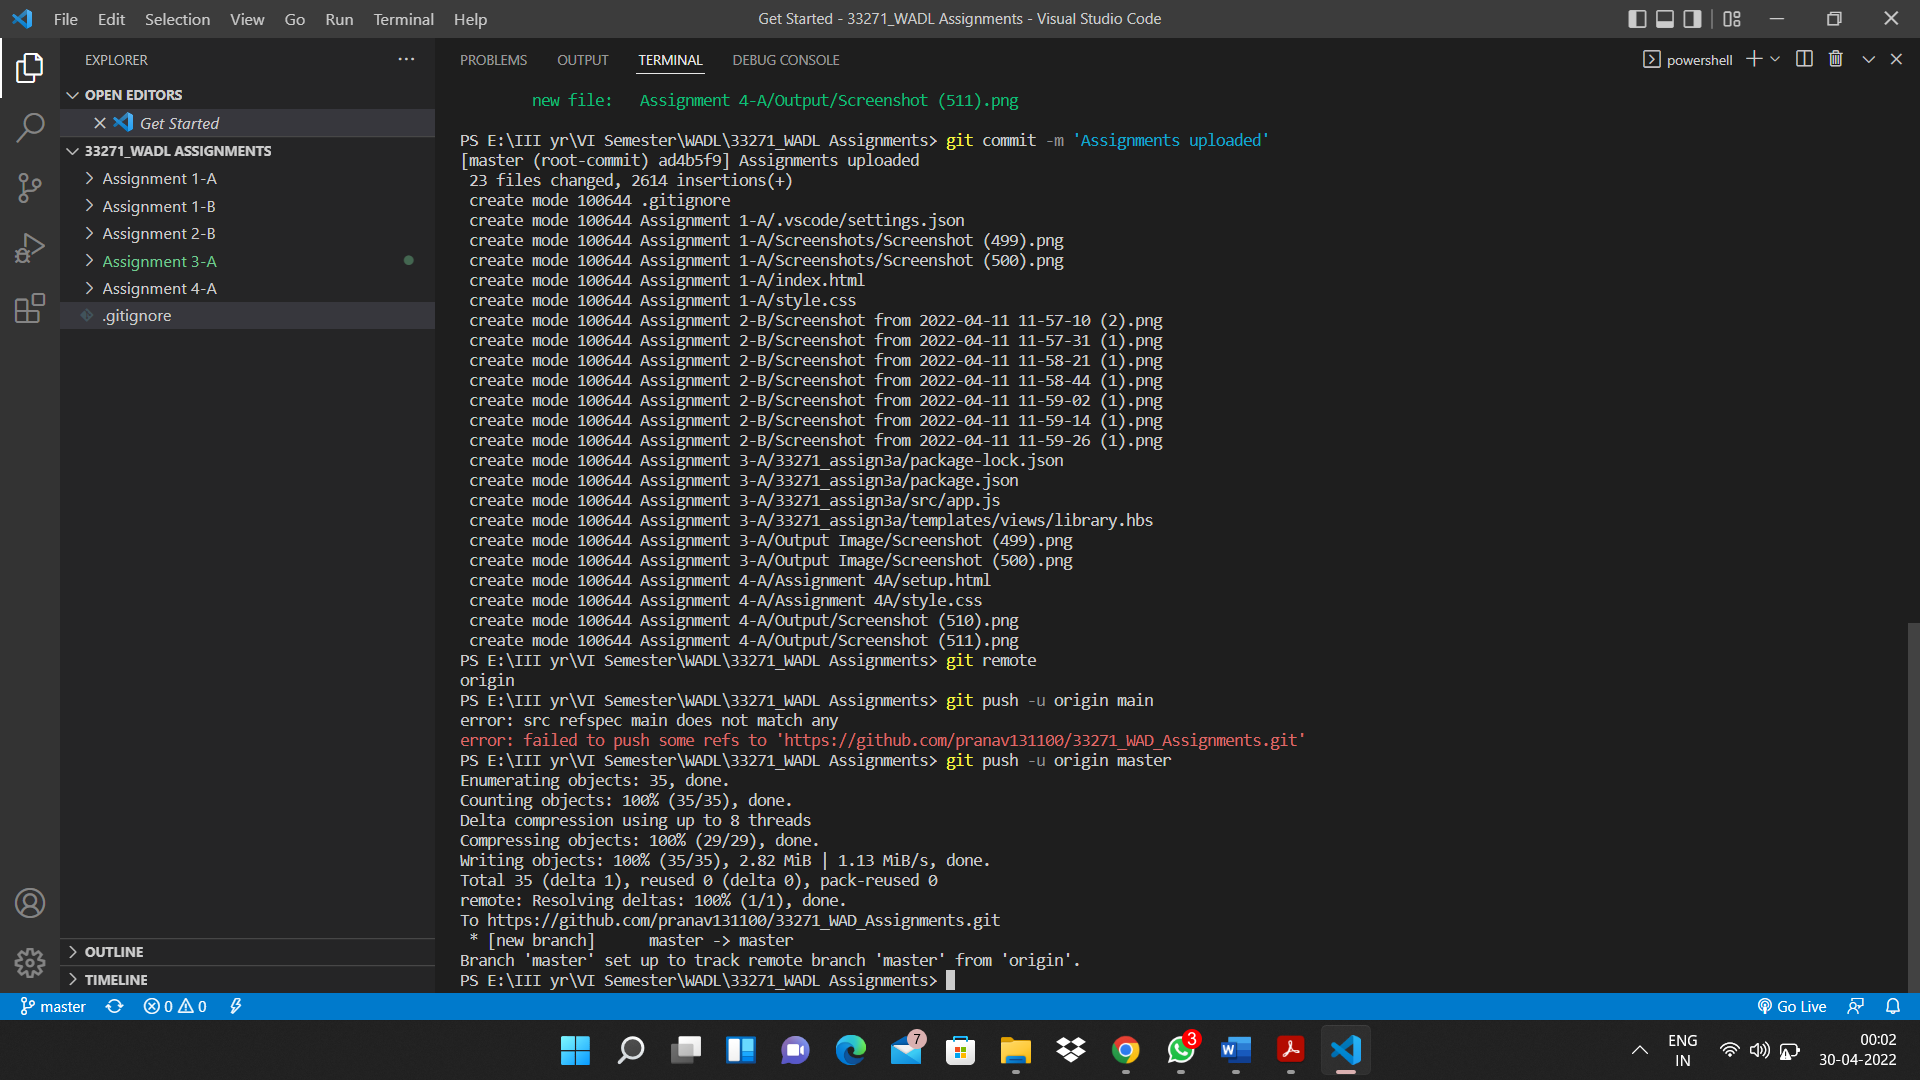 File Edit Selection View Go Run Terminal Help
Get Started - 33271_WADL Assignments - Visual Studio Code
EXPLORER
OPEN EDITORS
Get Started
33271_WADL ASSIGNMENTS
Assignment 1-A
Assignment 1-B
Assignment 2-B
Assignment 3-A
Assignment 4-A
.gitignore
OUTLINE
TIMELINE
PROBLEMS OUTPUT TERMINAL DEBUG CONSOLE
powershell
new file: Assignment 4-A/Output/Screenshot (511).png
PS E:\III yr\VI Semester\WADL\33271_WADL Assignments> git commit -m 'Assignments uploaded'
[master (root-commit) ad4b5f9] Assignments uploaded
23 files changed, 2614 insertions(+)
create mode 100644 .gitignore
create mode 100644 Assignment 1-A/.vscode/settings.json
create mode 100644 Assignment 1-A/Screenshots/Screenshot (499).png
create mode 100644 Assignment 1-A/Screenshots/Screenshot (500).png
create mode 100644 Assignment 1-A/index.html
create mode 100644 Assignment 1-A/style.css
create mode 100644 Assignment 2-B/Screenshot from 2022-04-11 11-57-10 (2).png
create mode 100644 Assignment 2-B/Screenshot from 2022-04-11 11-57-31 (1).png
create mode 100644 Assignment 2-B/Screenshot from 2022-04-11 11-58-21 (1).png
create mode 100644 Assignment 2-B/Screenshot from 2022-04-11 11-58-44 (1).png
create mode 100644 Assignment 2-B/Screenshot from 2022-04-11 11-59-02 (1).png
create mode 100644 Assignment 2-B/Screenshot from 2022-04-11 11-59-14 (1).png
create mode 100644 Assignment 2-B/Screenshot from 2022-04-11 11-59-26 (1).png
create mode 100644 Assignment 3-A/33271_assign3a/package-lock.json
create mode 100644 Assignment 3-A/33271_assign3a/package.json
create mode 100644 Assignment 3-A/33271_assign3a/src/app.js
create mode 100644 Assignment 3-A/33271_assign3a/templates/views/library.hbs
create mode 100644 Assignment 3-A/Output Image/Screenshot (499).png
create mode 100644 Assignment 3-A/Output Image/Screenshot (500).png
create mode 100644 Assignment 4-A/Assignment 4A/setup.html
create mode 100644 Assignment 4-A/Assignment 4A/style.css
create mode 100644 Assignment 4-A/Output/Screenshot (510).png
create mode 100644 Assignment 4-A/Output/Screenshot (511).png
PS E:\III yr\VI Semester\WADL\33271_WADL Assignments> git remote
origin
PS E:\III yr\VI Semester\WADL\33271_WADL Assignments> git push -u origin main
error: src refspec main does not match any
error: failed to push some refs to 'https://github.com/pranav131100/33271_WAD_Assignments.git'
PS E:\III yr\VI Semester\WADL\33271_WADL Assignments> git push -u origin master
Enumerating objects: 35, done.
Counting objects: 100% (35/35), done.
Delta compression using up to 8 threads
Compressing objects: 100% (29/29), done.
Writing objects: 100% (35/35), 2.82 MiB | 1.13 MiB/s, done.
Total 35 (delta 1), reused 0 (delta 0), pack-reused 0
remote: Resolving deltas: 100% (1/1), done.
To https://github.com/pranav131100/33271_WAD_Assignments.git
* [new branch] master -> master
Branch 'master' set up to track remote branch 'master' from 'origin'.
PS E:\III yr\VI Semester\WADL\33271_WADL Assignments>
master 0 0 Go Live
7 3 W
ENG
IN
00:02
30-04-2022